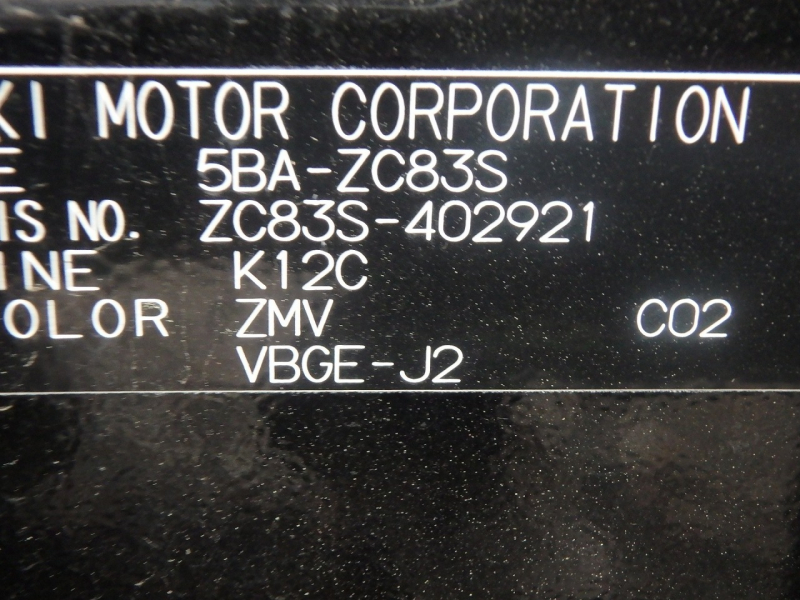 KI MOTOR CORPORATION
E 5BA-ZC83S
IS NO. ZC83S-402921
INE K12C
OLOR ZMV C02
VBGE-J2